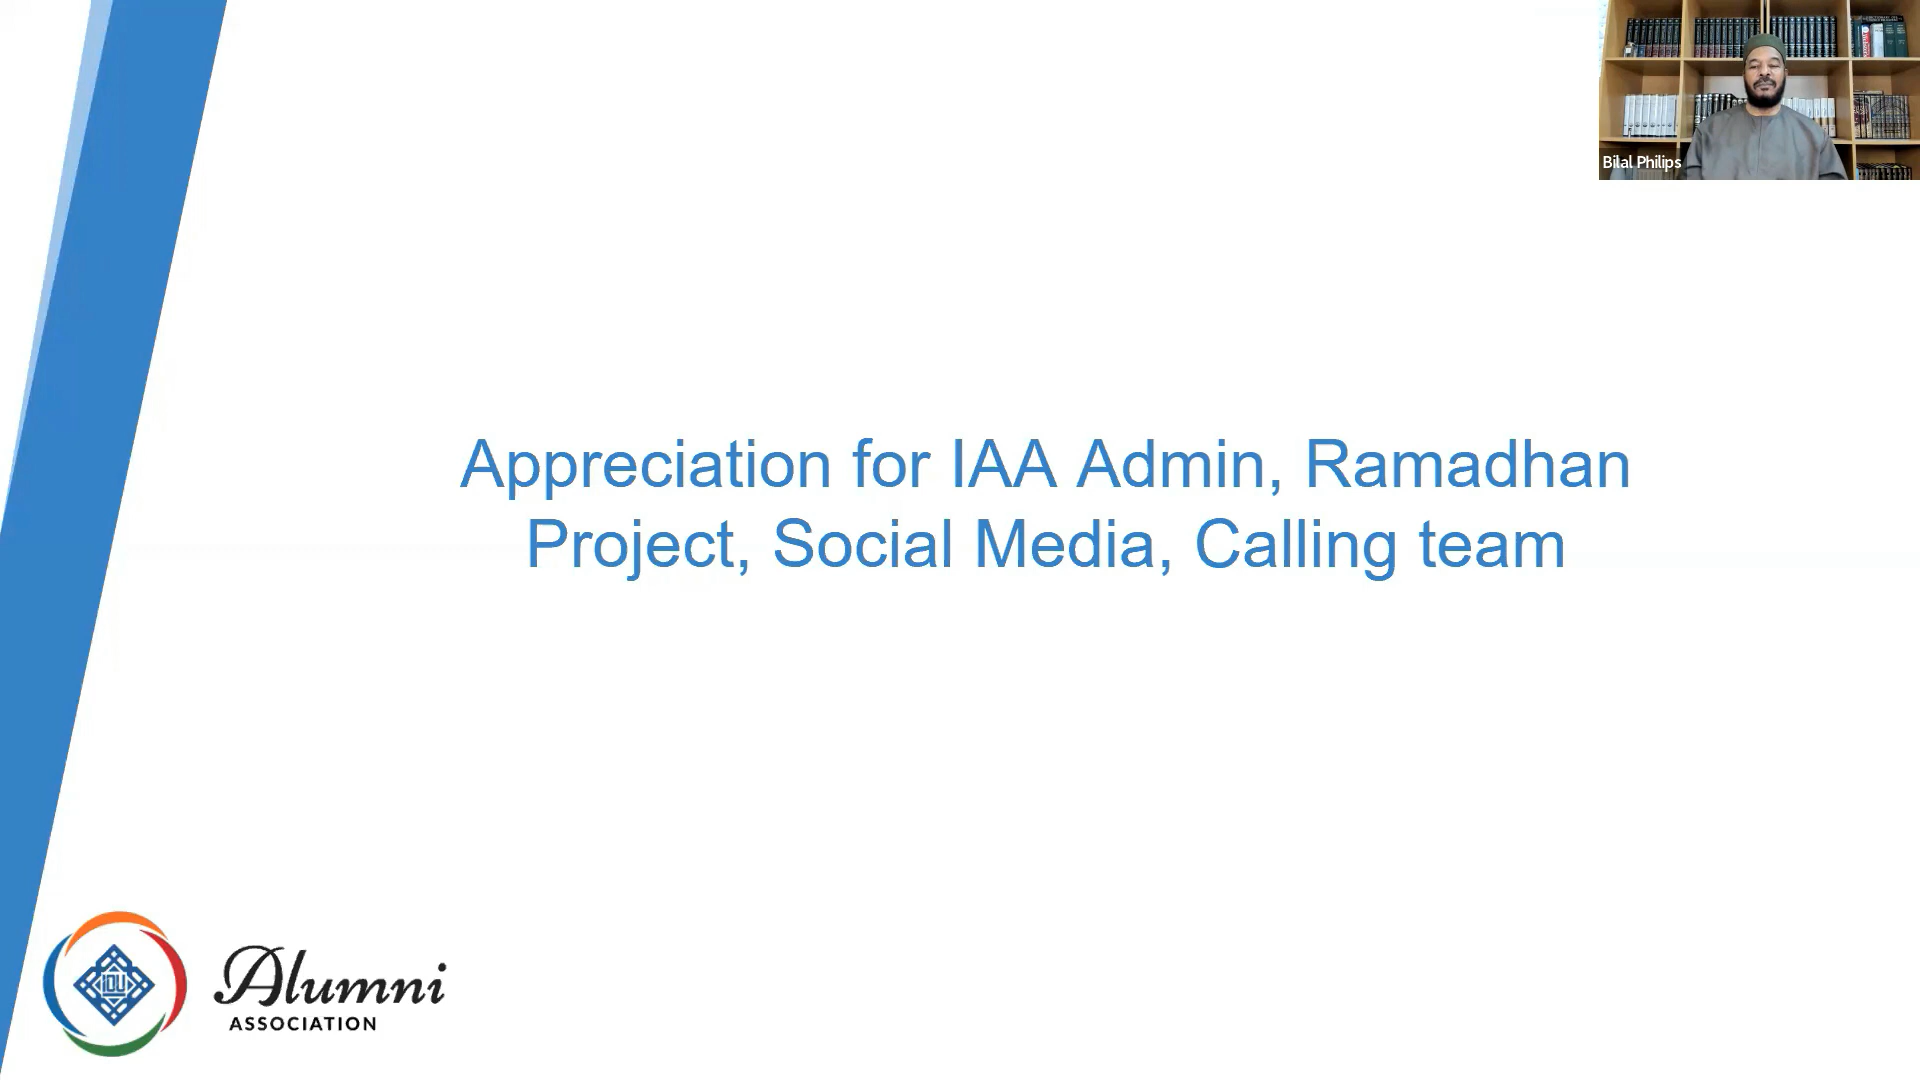 Bilal Philips
Appreciation for IAA Admin, Ramadhan
Project, Social Media, Calling team
IOU
Alumni
ASSOCIATION